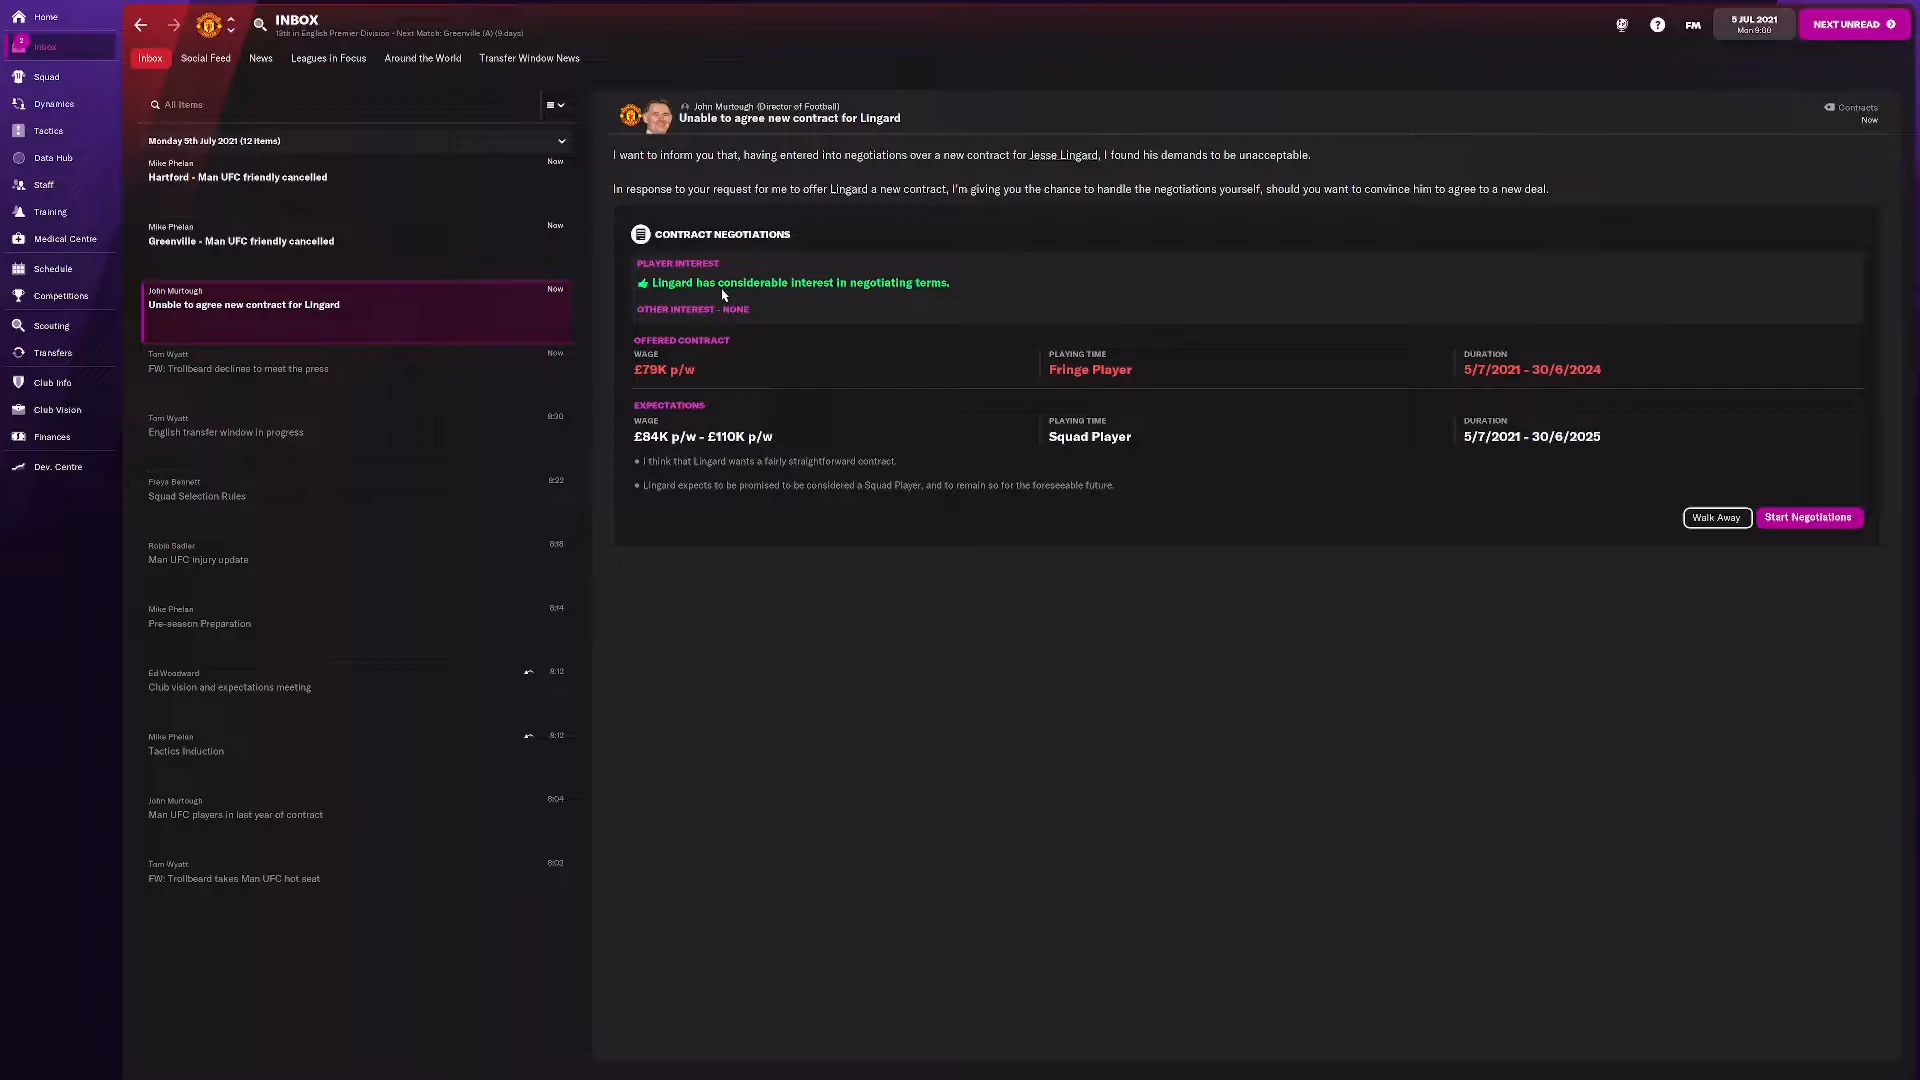 Home
Inbox
2
Squad
Dynamics
Tactics
Data Hub
Staff
Training
Medical Centre
Schedule
Competitions
Scouting
Transfers
Club Info
Club Vision
Finances
Dev. Centre
INBOX
13th in English Premier Division - Next Match: Greenville (A) (9 days)
FM
5 JUL 2021
Mon 9:00
NEXT UNREAD
Inbox
Social Feed
News
Leagues in Focus
Around the World
Transfer Window News
All Items
Monday 5th July 2021 (12 items)
Mike Phelan
Now
Hartford - Man UFC friendly cancelled
Mike Phelan
Now
Greenville - Man UFC friendly cancelled
John Murtough
Now
Unable to agree new contract for Lingard
Tom Wyatt
Now
FW: Trollbeard declines to meet the press
Tom Wyatt
8:30
English transfer window in progress
Freya Bennett
8:22
Squad Selection Rules
Robin Sadler
8:18
Man UFC injury update
Mike Phelan
8:14
Pre-season Preparation
Ed Woodward
8:12
Club vision and expectations meeting
Mike Phelan
8:12
Tactics Induction
John Murtough
8:04
Man UFC players in last year of contract
Tom Wyatt
8:03
FW: Trollbeard takes Man UFC hot seat
John Murtough (Director of Football)
Unable to agree new contract for Lingard
Contracts
Now
I want to inform you that, having entered into negotiations over a new contract for Jesse Lingard, I found his demands to be unacceptable.
In response to your request for me to offer Lingard a new contract, I'm giving you the chance to handle the negotiations yourself, should you want to convince him to agree to a new deal.
CONTRACT NEGOTIATIONS
PLAYER INTEREST
Lingard has considerable interest in negotiating terms.
OTHER INTEREST - NONE
OFFERED CONTRACT
WAGE
PLAYING TIME
DURATION
£79K p/w
Fringe Player
5/7/2021 - 30/6/2024
EXPECTATIONS
WAGE
PLAYING TIME
DURATION
£84K p/w - £110K p/w
Squad Player
5/7/2021 - 30/6/2025
• I think that Lingard wants a fairly straightforward contract.
• Lingard expects to be promised to be considered a Squad Player, and to remain so for the foreseeable future.
Walk Away
Start Negotiations